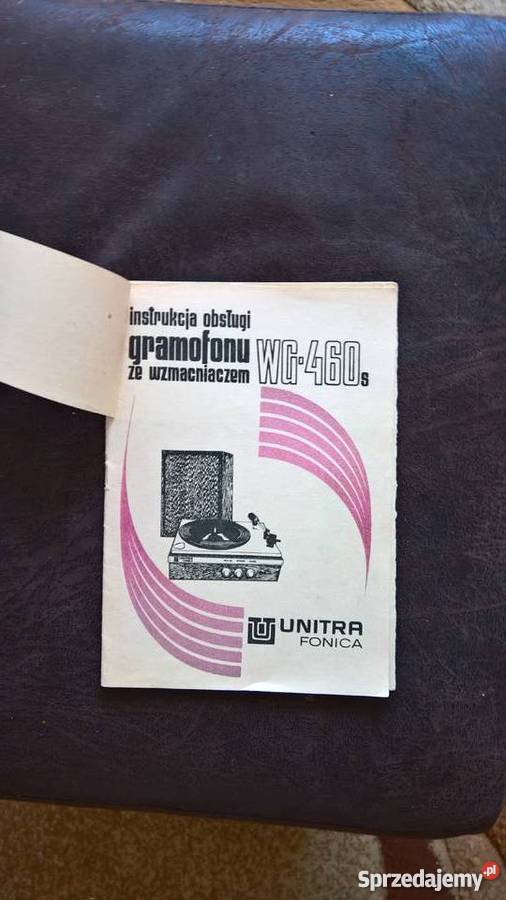 instrukcja obsługi
gramofonu
ze wzmacniaczem WG-460s
UNITRA
FONICA
Sprzedajemy.pl